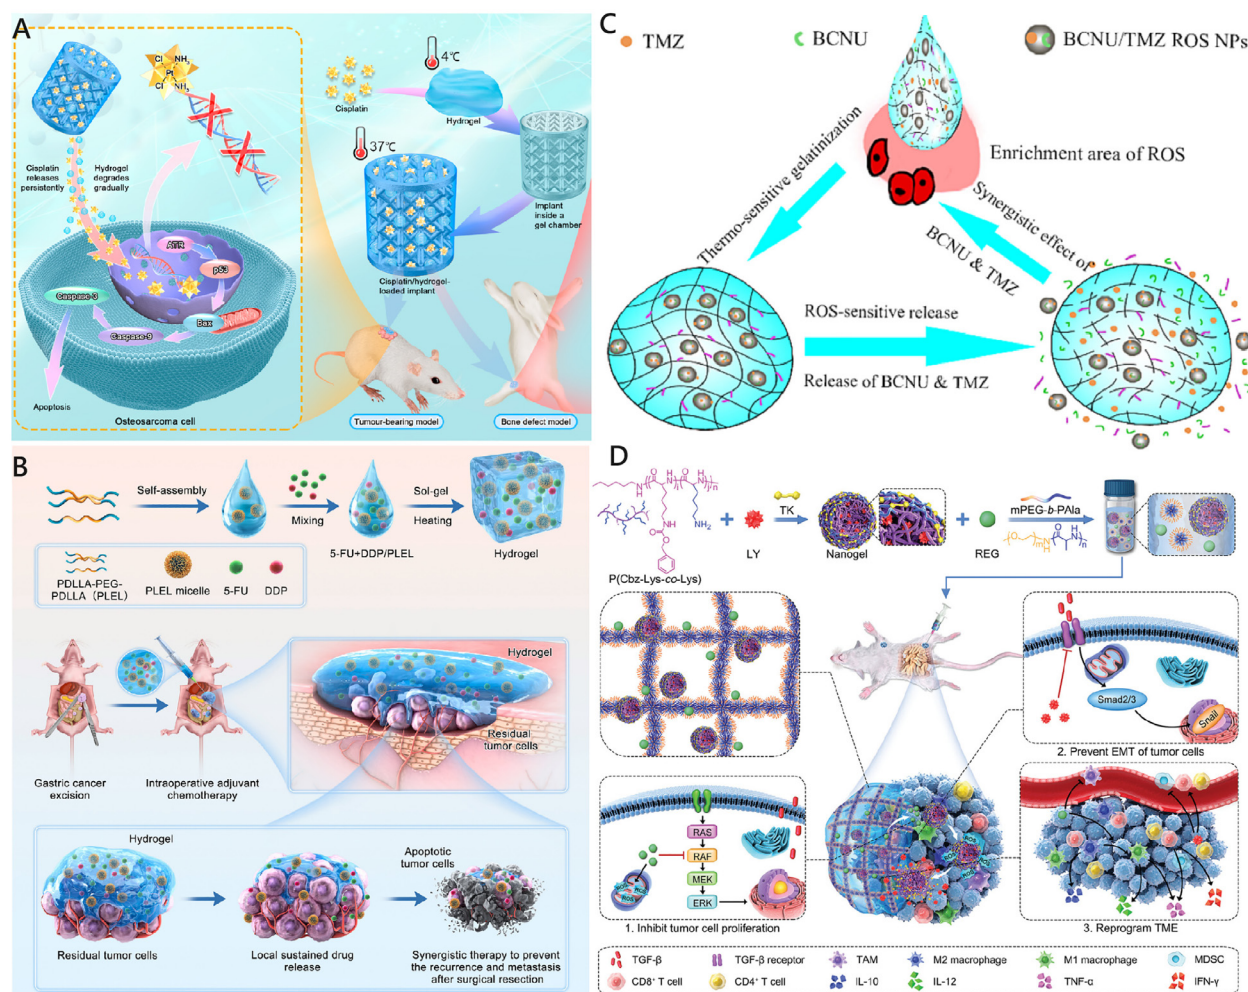 A
Cl
NH3
Pt
Cl
NH3
Cisplatin
releases
persistently
Hydrogel
degrades
gradually
ATR
p53
Bax
Caspase-9
Caspase-3
Apoptosis
Osteosarcoma cell
4℃
Cisplatin
Hydrogel
37℃
Implant
inside a
gel chamber
Cisplatin/hydrogel-
loaded implant
Tumour-bearing model
Bone defect model
B
Self-assembly
Mixing
Sol-gel
Heating
5-FU+DDP/PLEL
Hydrogel
PDLLA-PEG-
PDLLA (PLEL)
PLEL micelle
5-FU
DDP
Gastric cancer
excision
Intraoperative adjuvant
chemotherapy
Hydrogel
Residual
tumor cells
Hydrogel
Residual tumor cells
Local sustained drug
release
Apoptotic
tumor cells
Synergistic therapy to prevent
the recurrence and metastasis
after surgical resection
C
TMZ
BCNU
BCNU/TMZ ROS NPs
Enrichment area of ROS
Thermo-sensitive gelatinization
Synergistic effect of
BCNU & TMZ
ROS-sensitive release
Release of BCNU & TMZ
D
P(Cbz-Lys-co-Lys)
LY
TK
Nanogel
REG
mPEG-b-PAla
Smad2/3
Snail
2. Prevent EMT of tumor cells
RAS
RAF
MEK
ERK
ROS
1. Inhibit tumor cell proliferation
3. Reprogram TME
TGF-β
TGF-β receptor
TAM
M2 macrophage
M1 macrophage
MDSC
CD8+ T cell
CD4+ T cell
IL-10
IL-12
TNF-α
IFN-γ